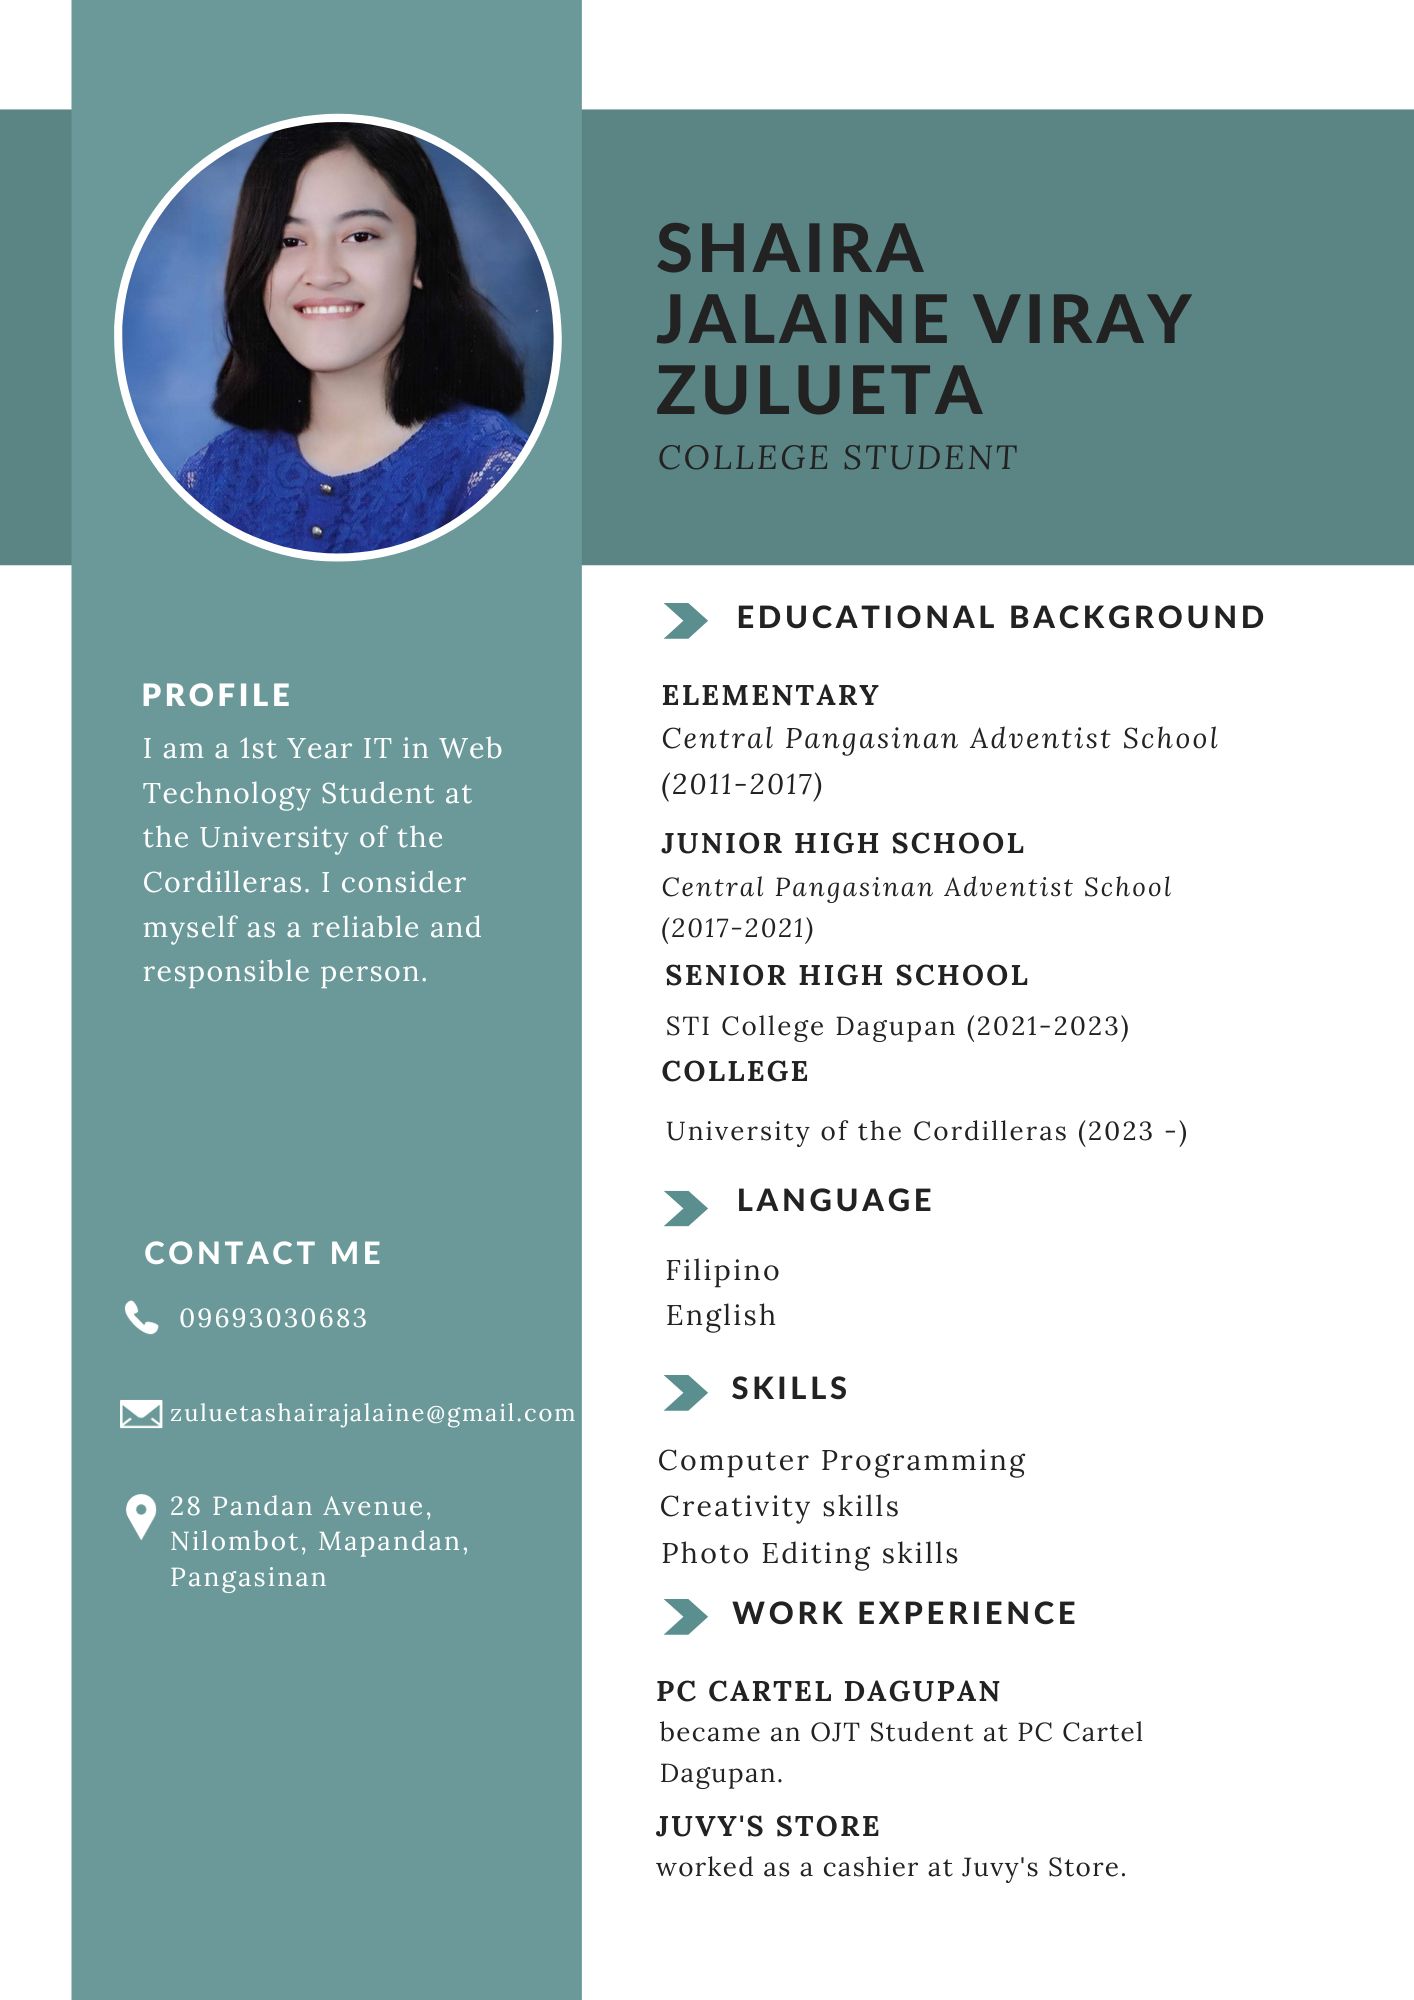 SHAIRA
JALAINE VIRAY
ZULUETA
COLLEGE STUDENT
PROFILE
I am a 1st Year IT in Web
Technology Student at
the University of the
Cordilleras. I consider
myself as a reliable and
responsible person.
CONTACT ME
09693030683
zuluetashairajalaine@gmail.com
28 Pandan Avenue,
Nilombot, Mapandan,
Pangasinan
EDUCATIONAL BACKGROUND
ELEMENTARY
Central Pangasinan Adventist School
(2011-2017)
JUNIOR HIGH SCHOOL
Central Pangasinan Adventist School
(2017-2021)
SENIOR HIGH SCHOOL
STI College Dagupan (2021-2023)
COLLEGE
University of the Cordilleras (2023 -)
LANGUAGE
Filipino
English
SKILLS
Computer Programming
Creativity skills
Photo Editing skills
WORK EXPERIENCE
PC CARTEL DAGUPAN
became an OJT Student at PC Cartel
Dagupan.
JUVY'S STORE
worked as a cashier at Juvy's Store.